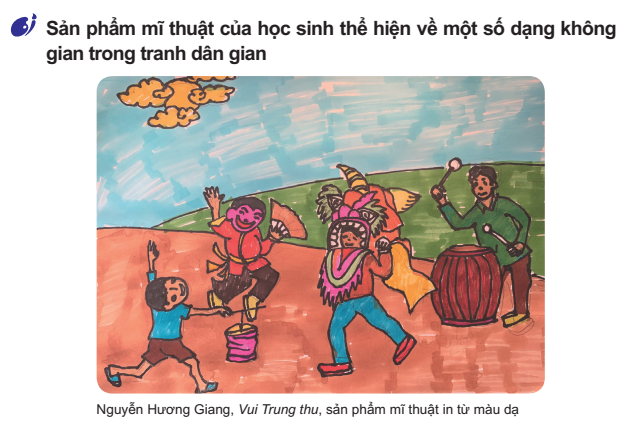 Sản phẩm mĩ thuật của học sinh thể hiện về một số dạng không
gian trong tranh dân gian
Nguyễn Hương Giang, Vui Trung thu, sản phẩm mĩ thuật in từ màu dạ